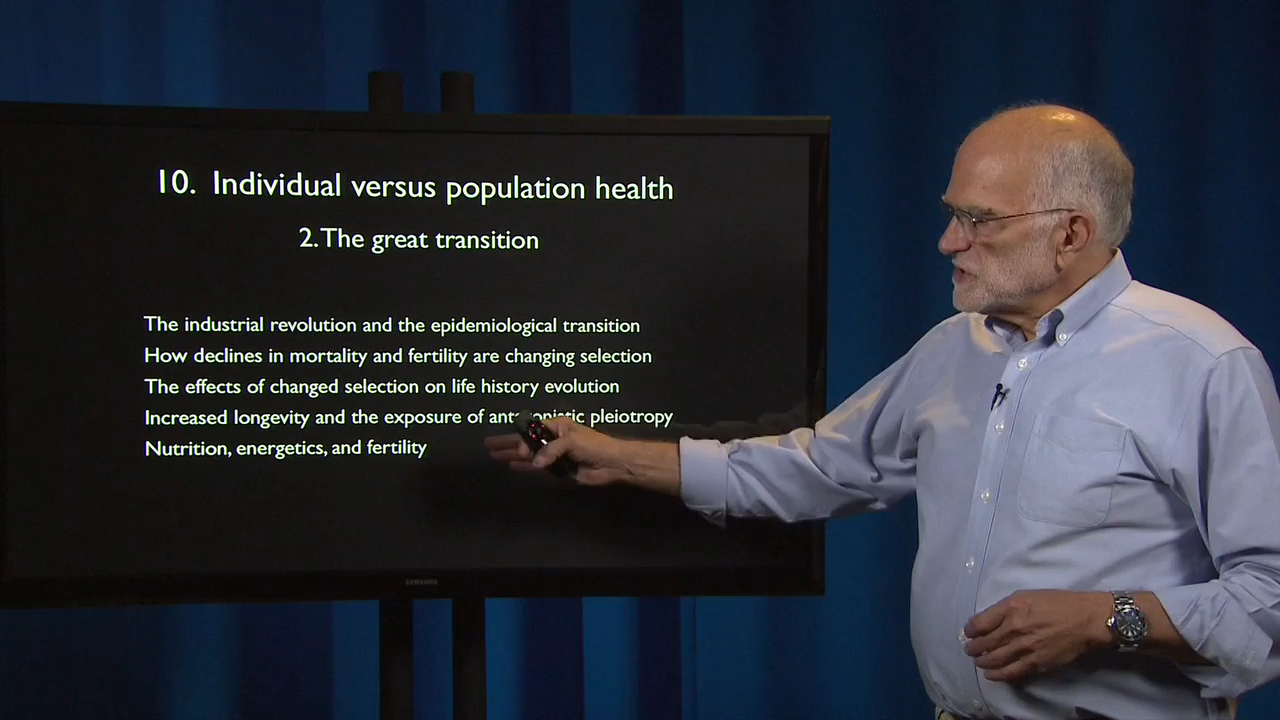 10. Individual versus population health
2. The great transition
The industrial revolution and the epidemiological transition
How declines in mortality and fertility are changing selection
The effects of changed selection on life history evolution
Increased longevity and the exposure of antagonistic pleiotropy
Nutrition, energetics, and fertility
SAMSUNG